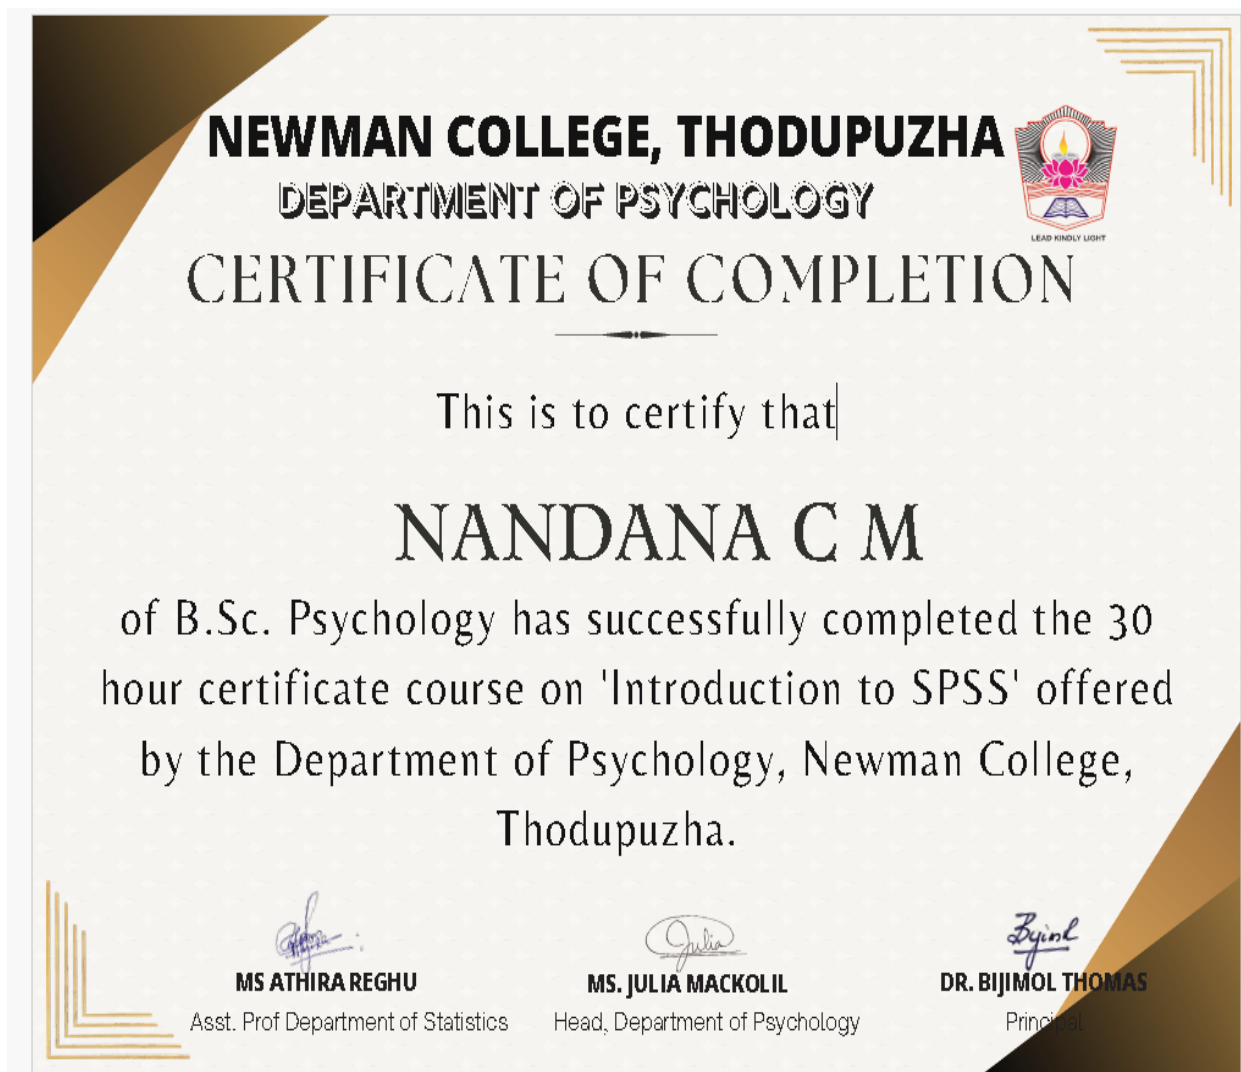 NEWMAN COLLEGE, THODUPUZHA
DEPARTMENT OF PSYCHOLOGY
LEAD KINDLY LIGHT
CERTIFICATE OF COMPLETION
This is to certify that
NANDANA C M
of B.Sc. Psychology has successfully completed the 30
hour certificate course on 'Introduction to SPSS' offered
by the Department of Psychology, Newman College,
Thodupuzha.
Julia
MS ATHIRA REGHU
MS. JULIA MACKOLIL
DR. BIJIMOL THOMAS
Asst. Prof Department of Statistics
Head, Department of Psychology
Principal